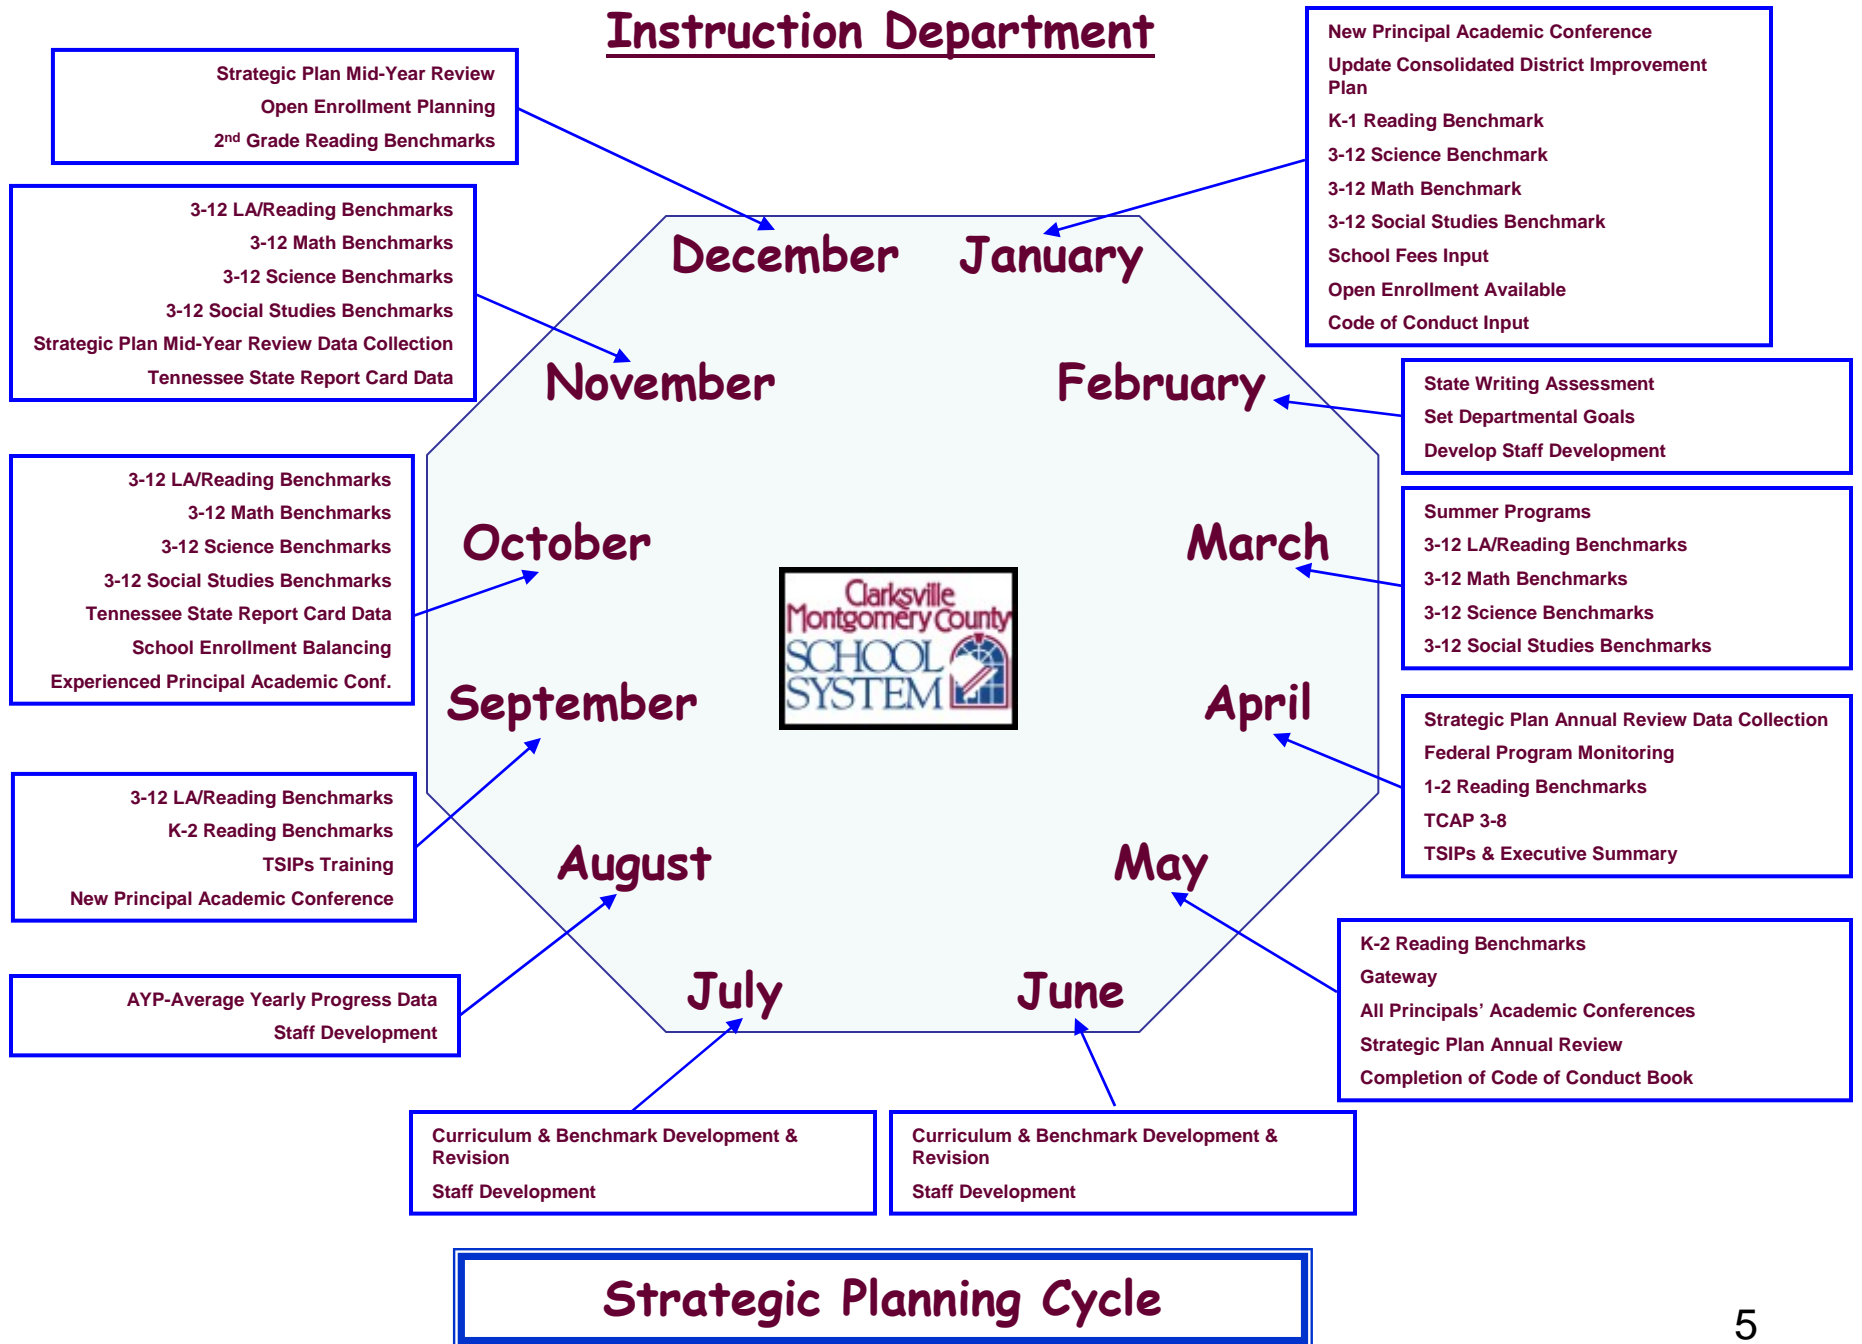 Instruction Department
Strategic Plan Mid-Year Review
Open Enrollment Planning
2nd Grade Reading Benchmarks
New Principal Academic Conference
Update Consolidated District Improvement
Plan
K-1 Reading Benchmark
3-12 Science Benchmark
3-12 Math Benchmark
3-12 Social Studies Benchmark
School Fees Input
Open Enrollment Available
Code of Conduct Input
3-12 LA/Reading Benchmarks
3-12 Math Benchmarks
3-12 Science Benchmarks
3-12 Social Studies Benchmarks
Strategic Plan Mid-Year Review Data Collection
Tennessee State Report Card Data
December
January
November
February
State Writing Assessment
Set Departmental Goals
Develop Staff Development
3-12 LA/Reading Benchmarks
3-12 Math Benchmarks
3-12 Science Benchmarks
3-12 Social Studies Benchmarks
Tennessee State Report Card Data
School Enrollment Balancing
Experienced Principal Academic Conf.
October
March
Summer Programs
3-12 LA/Reading Benchmarks
3-12 Math Benchmarks
3-12 Science Benchmarks
3-12 Social Studies Benchmarks
Clarksville
Montgomery County
SCHOOL
SYSTEM
September
April
Strategic Plan Annual Review Data Collection
Federal Program Monitoring
1-2 Reading Benchmarks
TCAP 3-8
TSIPs & Executive Summary
3-12 LA/Reading Benchmarks
K-2 Reading Benchmarks
TSIPs Training
New Principal Academic Conference
August
May
K-2 Reading Benchmarks
Gateway
All Principals’ Academic Conferences
Strategic Plan Annual Review
Completion of Code of Conduct Book
AYP-Average Yearly Progress Data
Staff Development
July
June
Curriculum & Benchmark Development &
Revision
Staff Development
Curriculum & Benchmark Development &
Revision
Staff Development
Strategic Planning Cycle
5